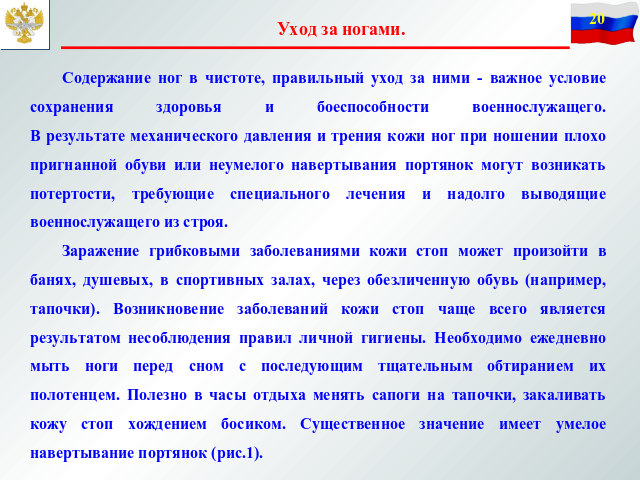 Уход за ногами.
20
Содержание ног в чистоте, правильный уход за ними - важное условие
сохранения здоровья и боеспособности военнослужащего.
В результате механического давления и трения кожи ног при ношении плохо
пригнанной обуви или неумелого навертывания портянок могут возникать
потертости, требующие специального лечения и надолго выводящие
военнослужащего из строя.
Заражение грибковыми заболеваниями кожи стоп может произойти в
банях, душевых, в спортивных залах, через обезличенную обувь (например,
тапочки). Возникновение заболеваний кожи стоп чаще всего является
результатом несоблюдения правил личной гигиены. Необходимо ежедневно
мыть ноги перед сном с последующим тщательным обтиранием их
полотенцем. Полезно в часы отдыха менять сапоги на тапочки, закаливать
кожу стоп хождением босиком. Существенное значение имеет умелое
навертывание портянок (рис.1).